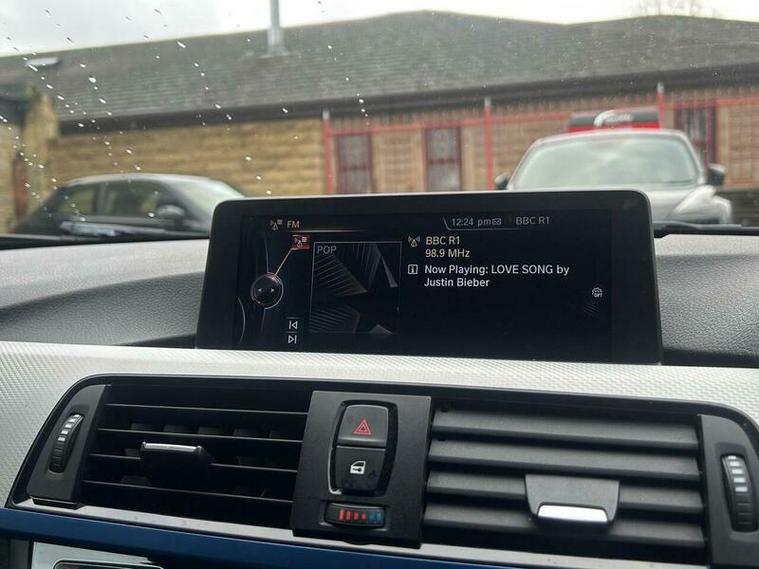 FM
12:24 pm BBC R1
POP
BBC R1
98.9 MHz
Now Playing: LOVE SONG by
Justin Bieber